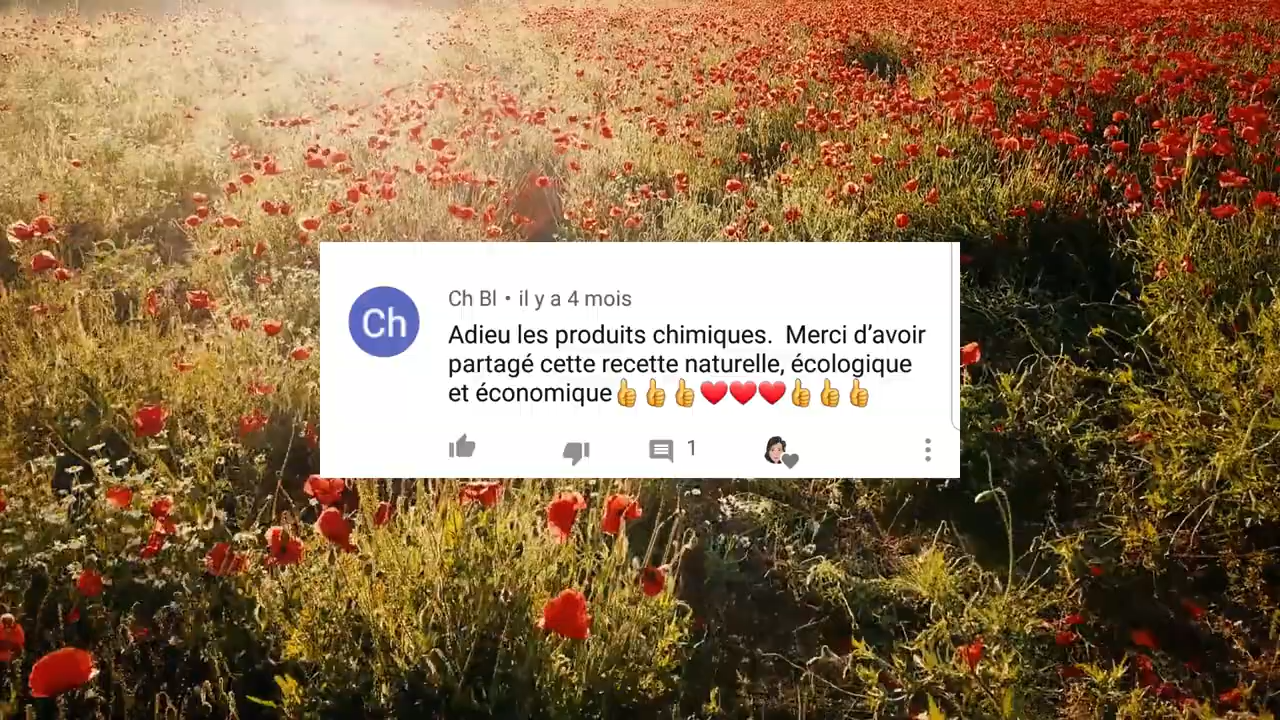 Ch
Ch Bl • il y a 4 mois
Adieu les produits chimiques.  Merci d’avoir
partagé cette recette naturelle, écologique
et économique👍👍👍❤️❤️❤️👍👍👍
1